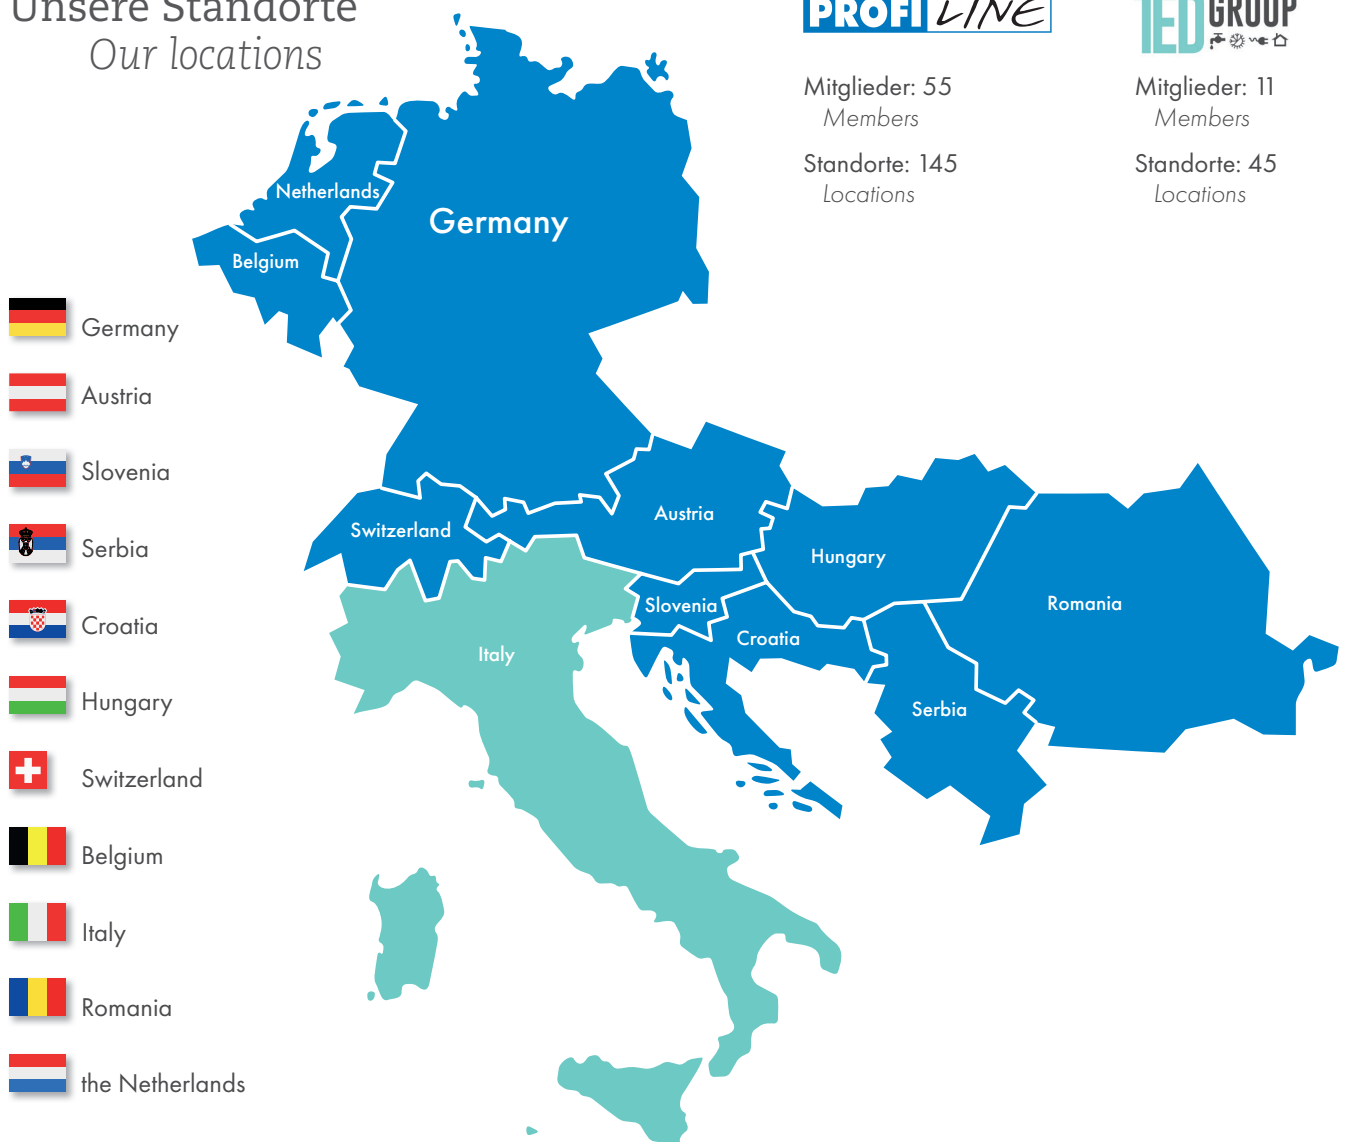 Unsere Standorte
Our locations
PROFI LINE
Mitglieder: 55
Members
Standorte: 145
Locations
TED GROUP
Mitglieder: 11
Members
Standorte: 45
Locations
Germany
Austria
Slovenia
Serbia
Croatia
Hungary
Switzerland
Belgium
Italy
Romania
the Netherlands
Netherlands
Germany
Belgium
Switzerland
Austria
Hungary
Slovenia
Croatia
Romania
Italy
Serbia